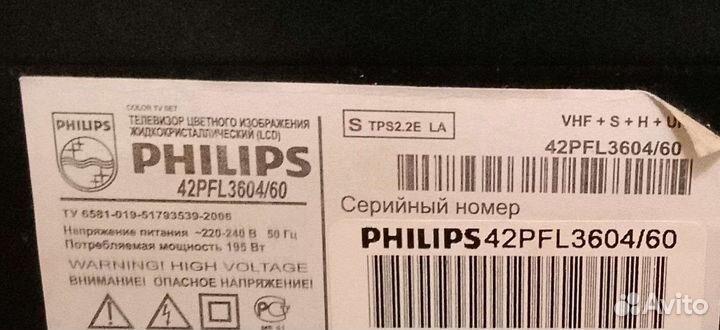 COLOR TV SET
ТЕЛЕВИЗОР ЦВЕТНОГО ИЗОБРАЖЕНИЯ
ЖИДКОКРИСТАЛЛИЧЕСКИЙ (LCD)
PHILIPS
PHILIPS
42PFL3604/60
ТУ 6581-019-51793539-2006
Напряжение питания ~220-240 В 50 Гц
Потребляемая мощность 195 Вт
WARNING! HIGH VOLTAGE
ВНИМАНИЕ! ОПАСНОЕ НАПРЯЖЕНИЕ!
S TPS2.2E LA
VHF + S + H +
42PFL3604/60
Серийный номер
PHILIPS 42PFL3604/60
Avito